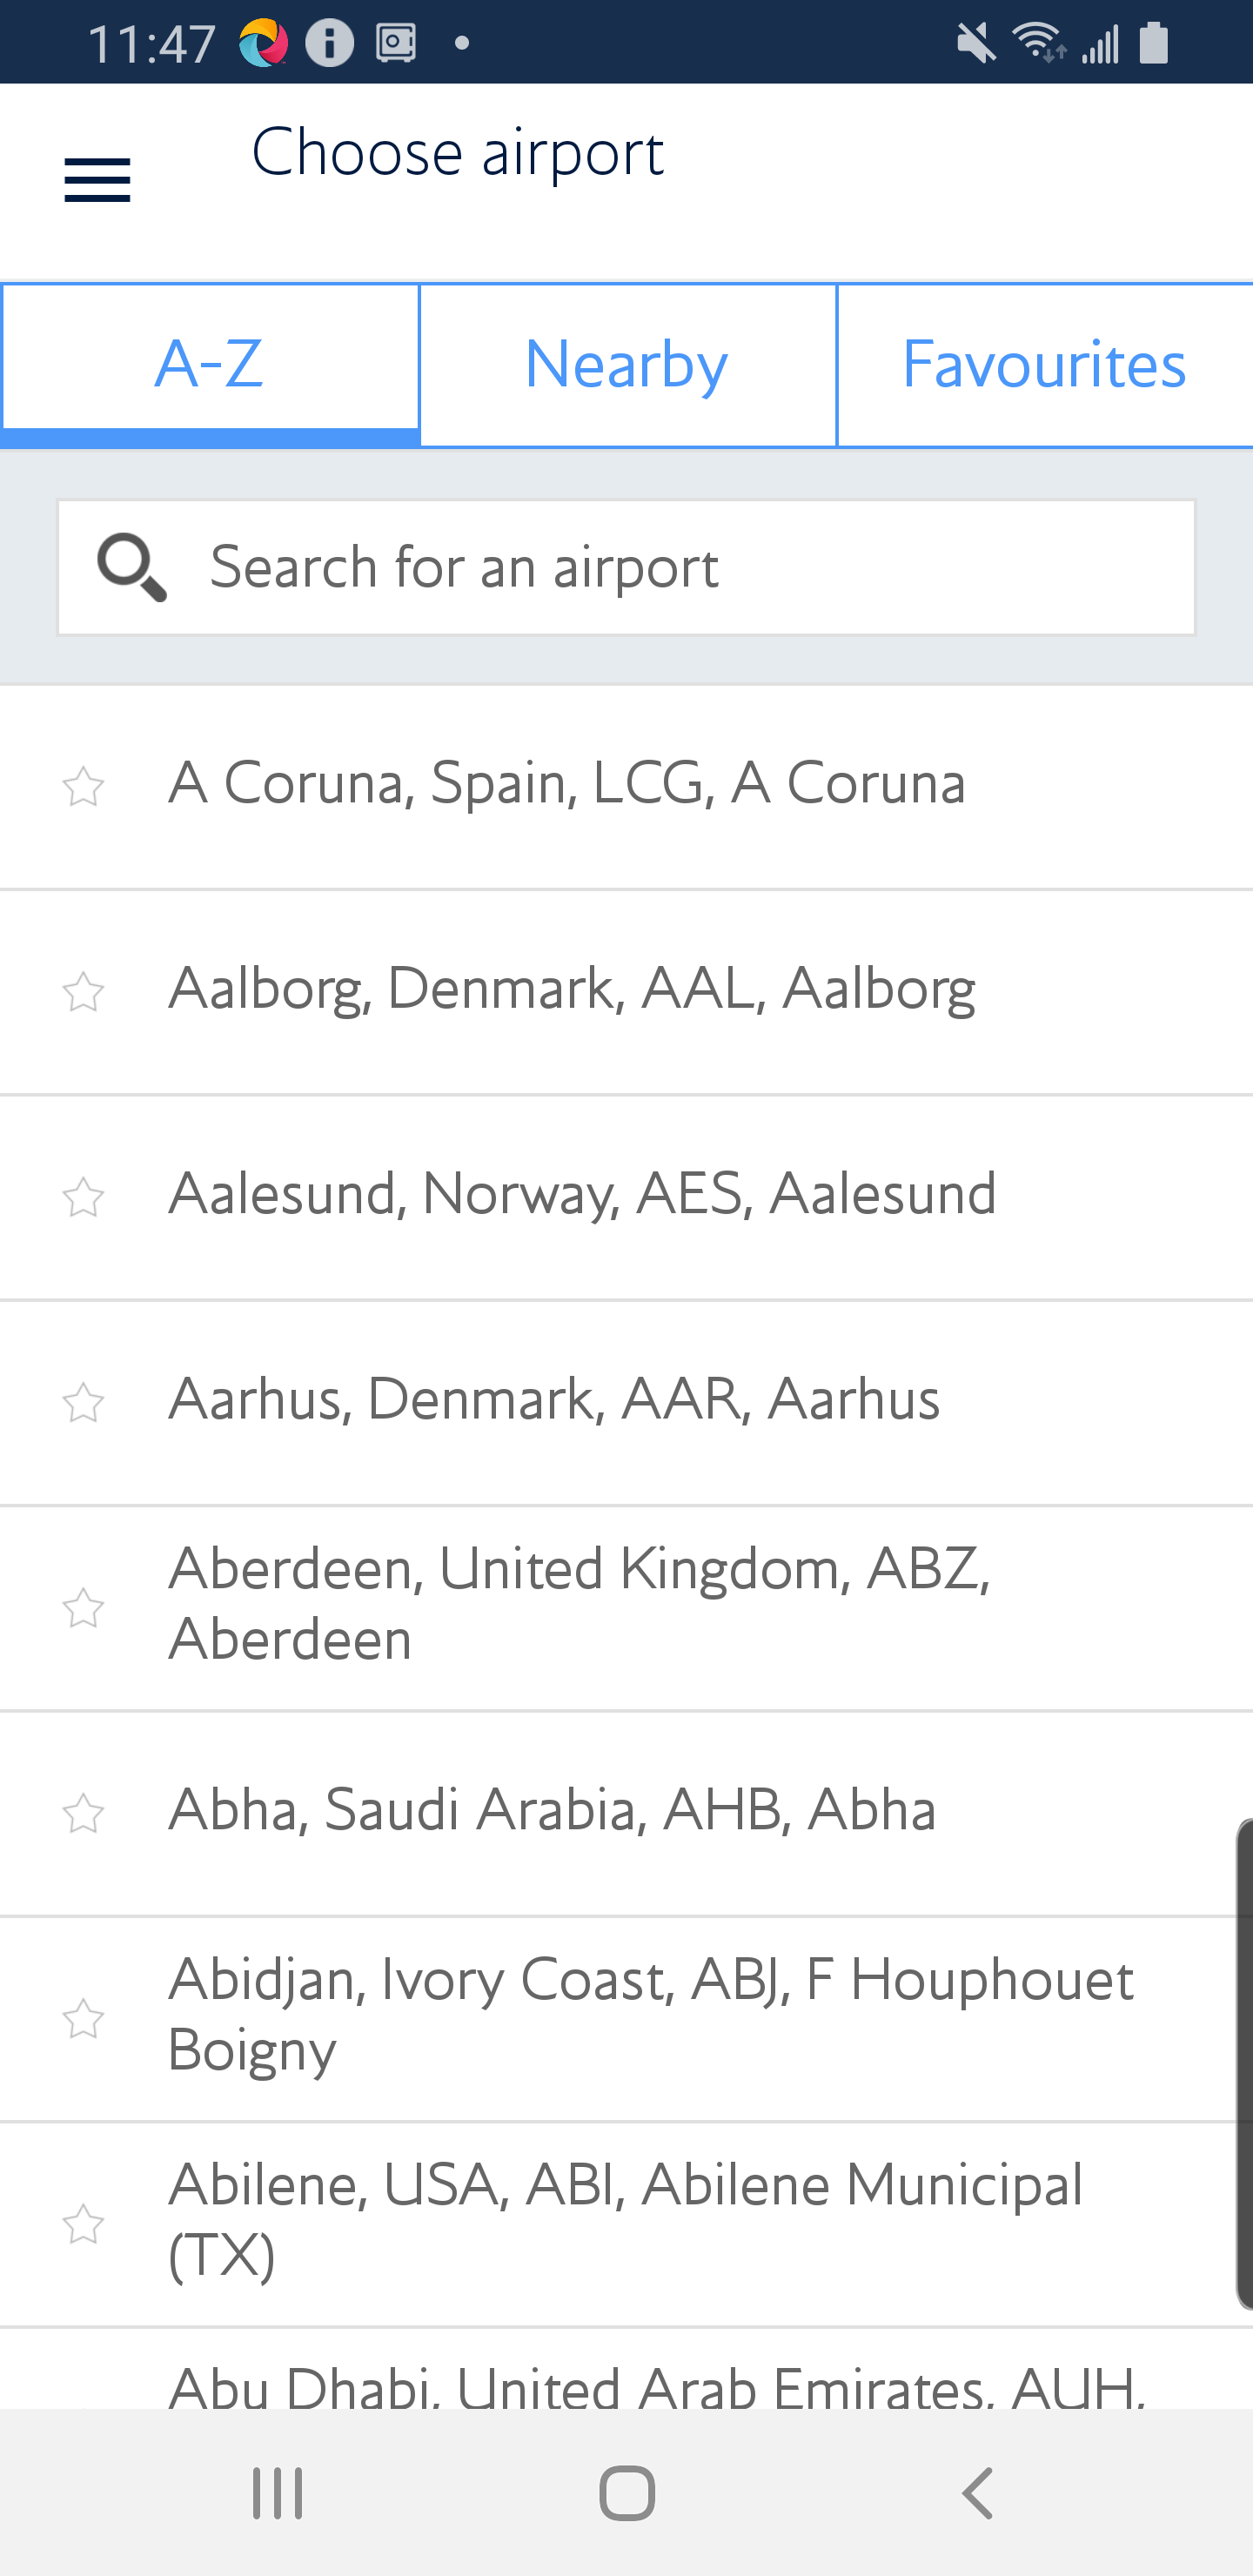 11:47
Choose airport
A-Z
Nearby
Favourites
Search for an airport
A Coruna, Spain, LCG, A Coruna
Aalborg, Denmark, AAL, Aalborg
Aalesund, Norway, AES, Aalesund
Aarhus, Denmark, AAR, Aarhus
Aberdeen, United Kingdom, ABZ,
Aberdeen
Abha, Saudi Arabia, AHB, Abha
Abidjan, Ivory Coast, ABJ, F Houphouet
Boigny
Abilene, USA, ABI, Abilene Municipal
(TX)
Abu Dhabi, United Arab Emirates, AUH,